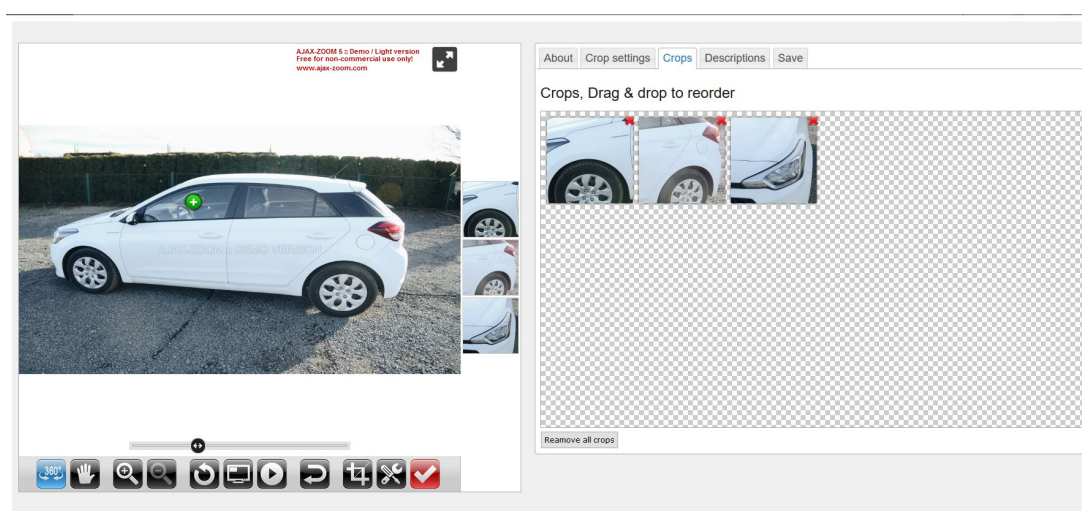 AJAX-ZOOM 5 :: Demo / Light version
Free for non-commercial use only!
www.ajax-zoom.com
AJAX-ZOOM :: DEMO VERSION
360°
About
Crop settings
Crops
Descriptions
Save
Crops, Drag & drop to reorder
Reamove all crops